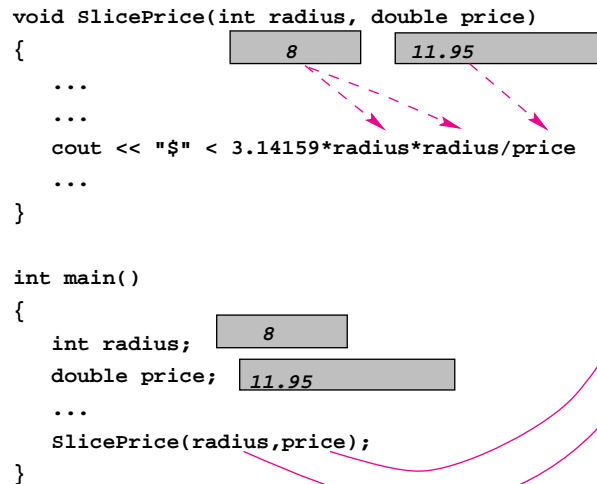 void SlicePrice(int radius, double price)
{ 8 11.95
...
...
cout << "$" < 3.14159*radius*radius/price
...
}
int main()
{
int radius; 8
double price; 11.95
...
SlicePrice(radius,price);
}